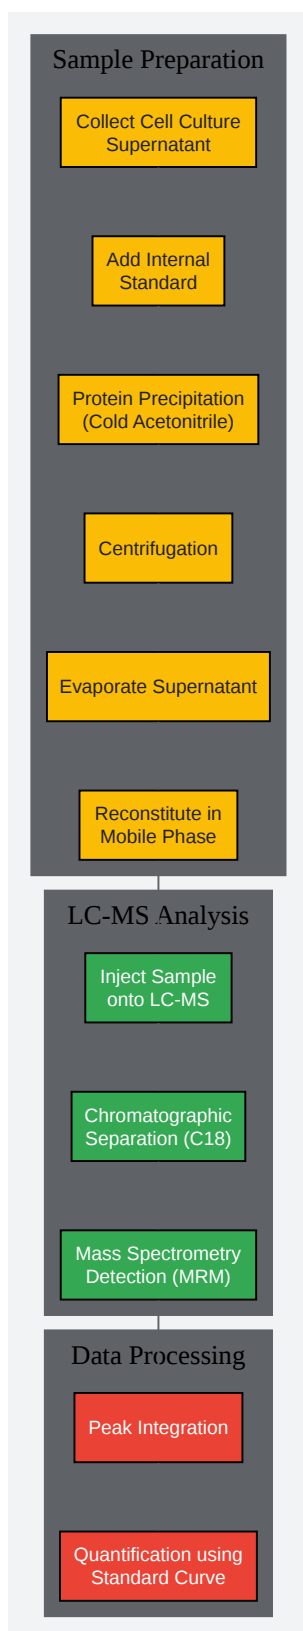 Sample Preparation
Collect Cell Culture
Supernatant
Add Internal
Standard
Protein Precipitation
(Cold Acetonitrile)
Centrifugation
Evaporate Supernatant
Reconstitute in
Mobile Phase
LC-MS Analysis
Inject Sample
onto LC-MS
Chromatographic
Separation (C18)
Mass Spectrometry
Detection (MRM)
Data Processing
Peak Integration
Quantification using
Standard Curve